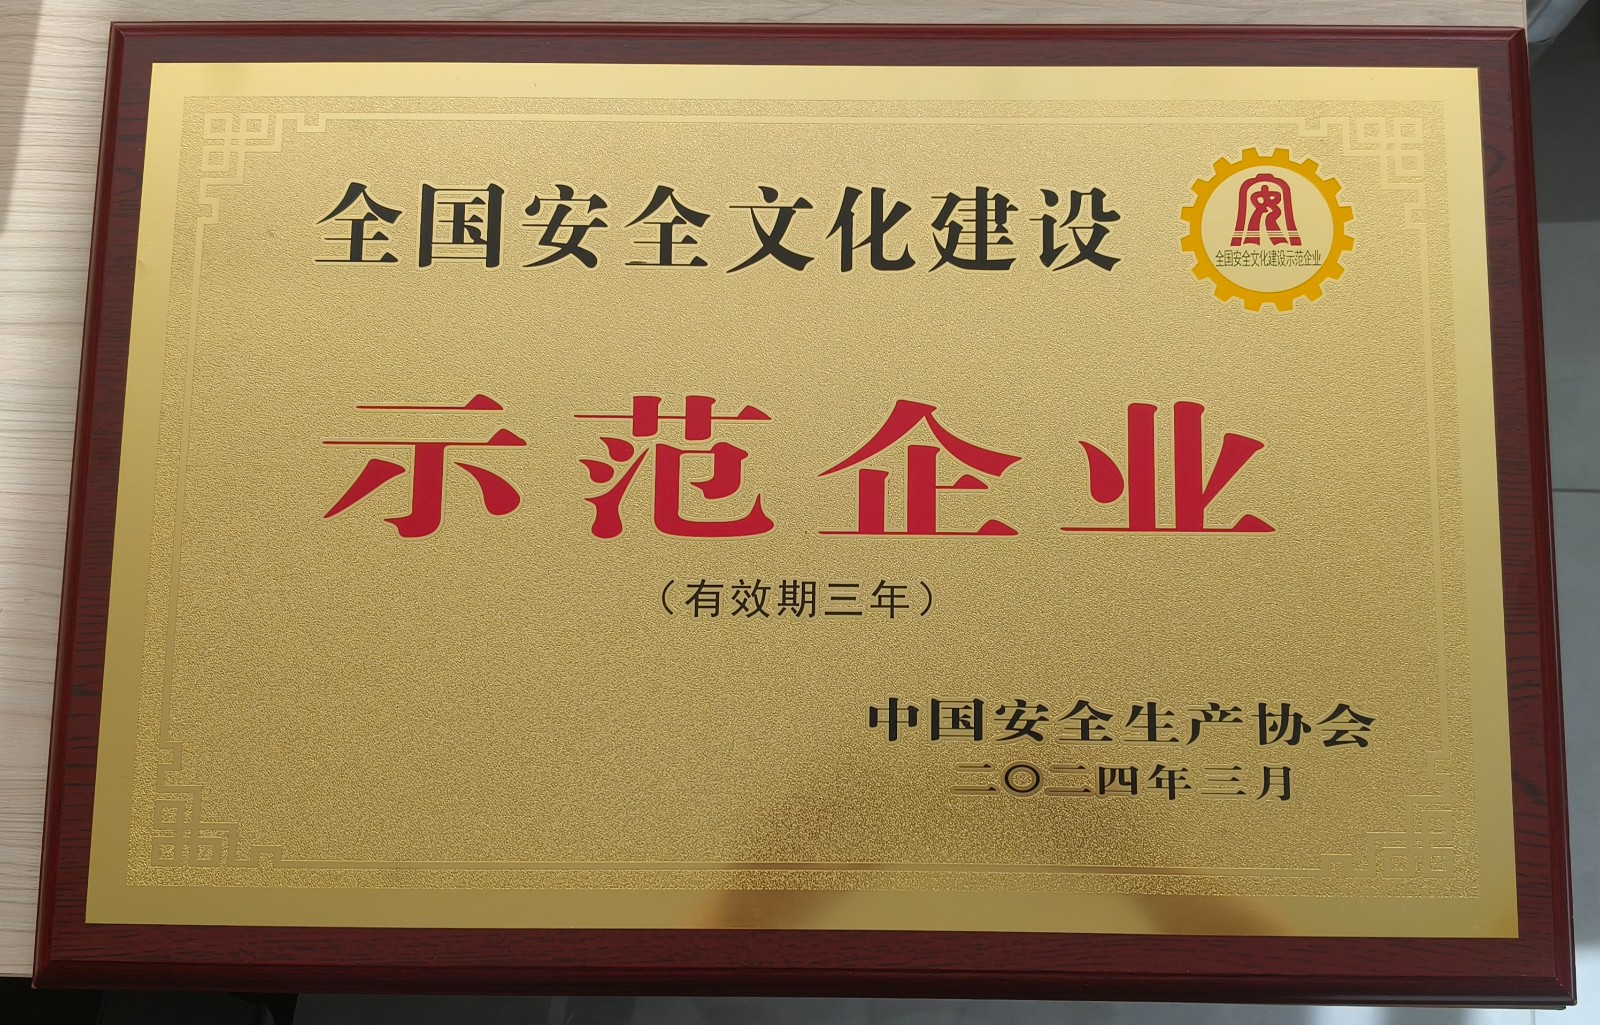 全国安全文化建设
全国安全文化建设示范企业
示范企业
（有效期三年）
中国安全生产协会
二〇二四年三月